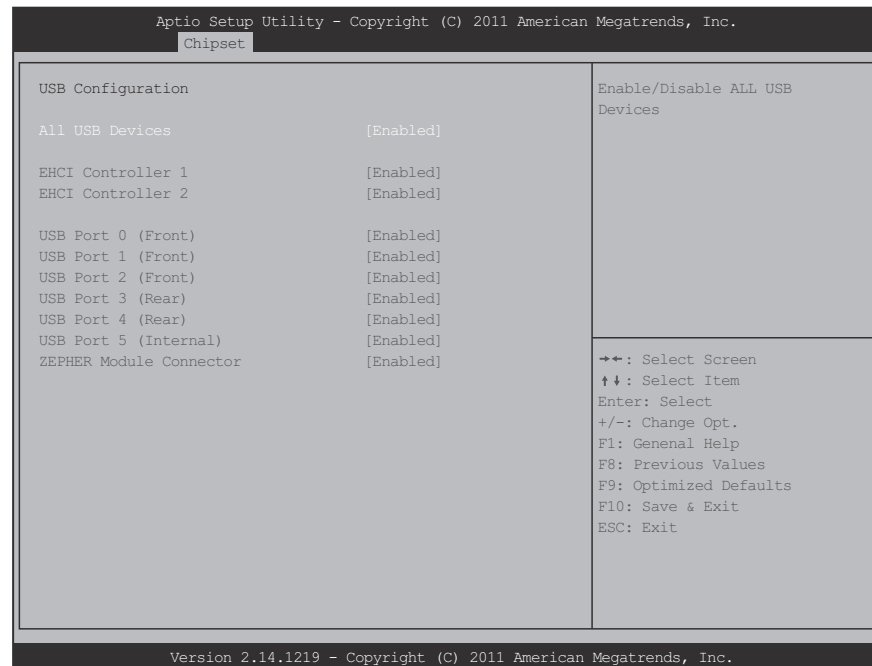 Aptio Setup Utility - Copyright (C) 2011 American Megatrends, Inc.
Chipset
USB Configuration
All USB Devices [Enabled]
EHCI Controller 1 [Enabled]
EHCI Controller 2 [Enabled]
USB Port 0 (Front) [Enabled]
USB Port 1 (Front) [Enabled]
USB Port 2 (Front) [Enabled]
USB Port 3 (Rear) [Enabled]
USB Port 4 (Rear) [Enabled]
USB Port 5 (Internal) [Enabled]
ZEPHER Module Connector [Enabled]
Enable/Disable ALL USB
Devices
→←: Select Screen
↑↓: Select Item
Enter: Select
+/-: Change Opt.
F1: Genenal Help
F8: Previous Values
F9: Optimized Defaults
F10: Save & Exit
ESC: Exit
Version 2.14.1219 - Copyright (C) 2011 American Megatrends, Inc.